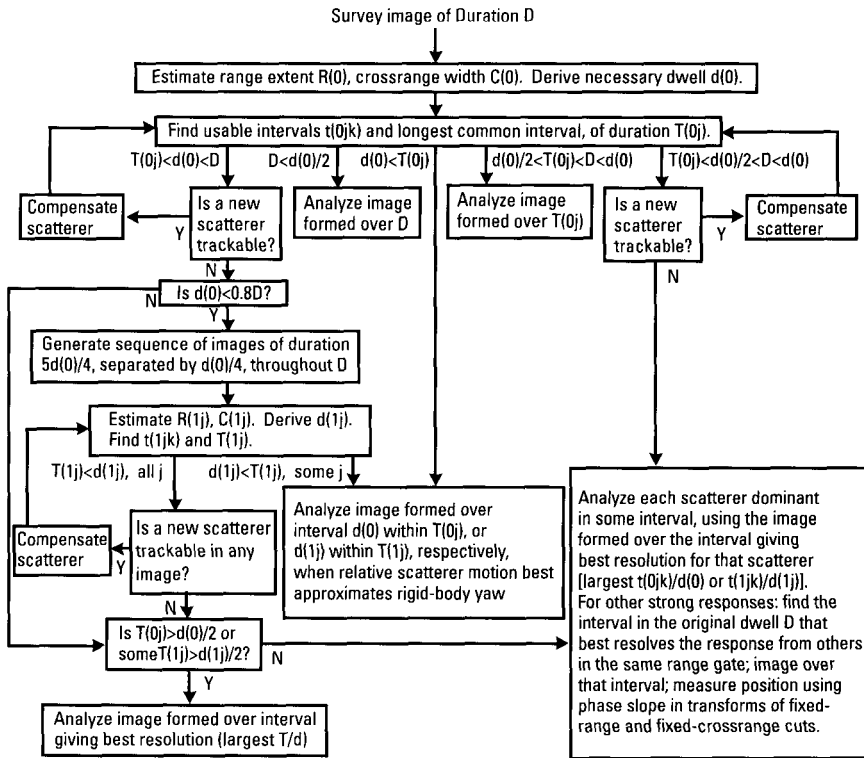 Survey image of Duration D
Estimate range extent R(0), crossrange width C(0). Derive necessary dwell d(0).
Find usable intervals t(0jk) and longest common interval, of duration T(0j).
T(0j)<d(0)<D
D<d(0)/2
d(0)<T(0j)
d(0)/2<T(0j)<D<d(0)
T(0j)<d(0)/2<D<d(0)
Compensate
scatterer
Y
Is a new
scatterer
trackable?
N
Analyze image
formed over D
Analyze image
formed over T(0j)
Is a new
scatterer
trackable?
Y
N
Compensate
scatterer
N
Is d(0)<0.8D?
Y
Generate sequence of images of duration
5d(0)/4, separated by d(0)/4, throughout D
Estimate R(1j), C(1j). Derive d(1j).
Find t(1jk) and T(1j).
T(1j)<d(1j), all j
d(1j)<T(1j), some j
Compensate
scatterer
Y
Is a new scatterer
trackable in any
image?
N
Analyze image formed over
interval d(0) within T(0j), or
d(1j) within T(1j), respectively,
when relative scatterer motion best
approximates rigid-body yaw
Analyze each scatterer dominant
in some interval, using the image
formed over the interval giving
best resolution for that scatterer
[largest t(0jk)/d(0) or t(1jk)/d(1j)].
For other strong responses: find the
interval in the original dwell D that
best resolves the response from others
in the same range gate; image over
that interval; measure position using
phase slope in transforms of fixed-
range and fixed-crossrange cuts.
Is T(0j)>d(0)/2 or
someT(1j)>d(1j)/2?
N
Y
Analyze image formed over interval
giving best resolution (largest T/d)